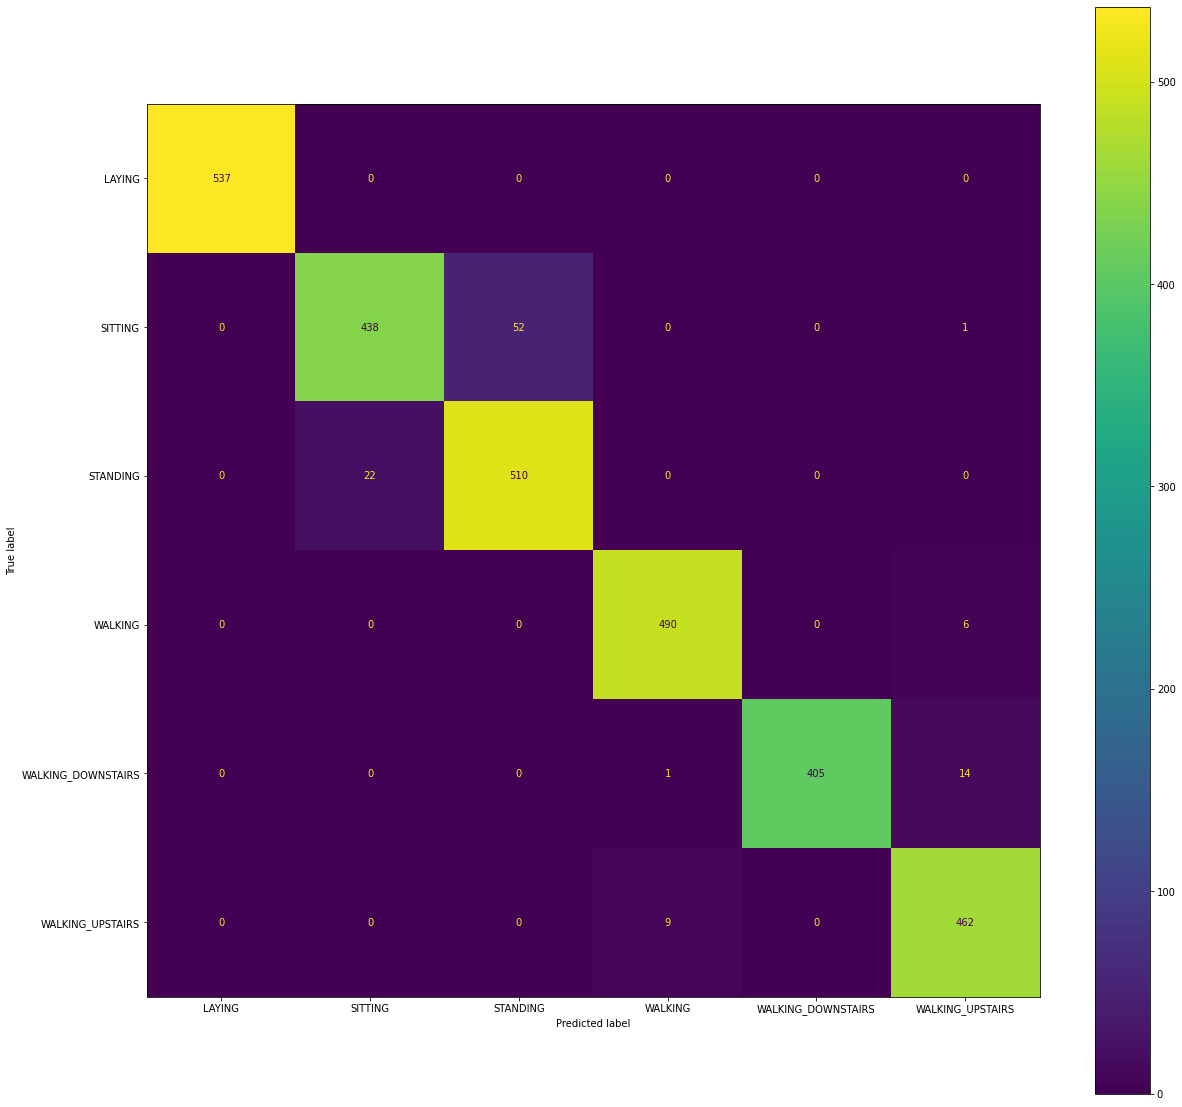 500
LAYING 537 0 0 0 0 0
400
SITTING 0 438 52 0 0 1
STANDING 0 22 510 0 0 0
300
True label
WALKING 0 0 0 490 0 6
200
WALKING_DOWNSTAIRS 0 0 0 1 405 14
100
WALKING_UPSTAIRS 0 0 0 9 0 462
LAYING SITTING STANDING WALKING WALKING_DOWNSTAIRS WALKING_UPSTAIRS
Predicted label
0